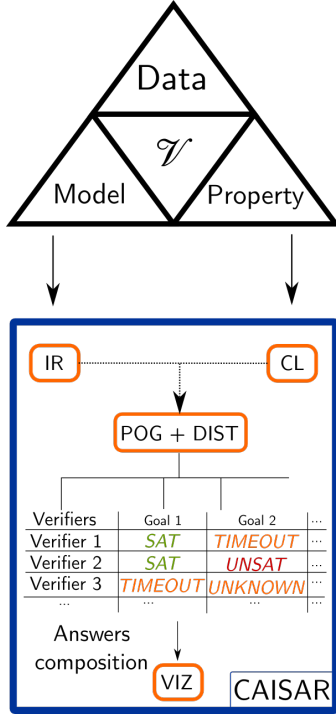 Data
𝒱
Model Property
IR CL
POG + DIST
Verifiers Goal 1 Goal 2 ...
Verifier 1 SAT TIMEOUT ...
Verifier 2 SAT UNSAT ...
Verifier 3 TIMEOUT UNKNOWN ...
... ... ... ...
Answers
composition
VIZ
CAISAR